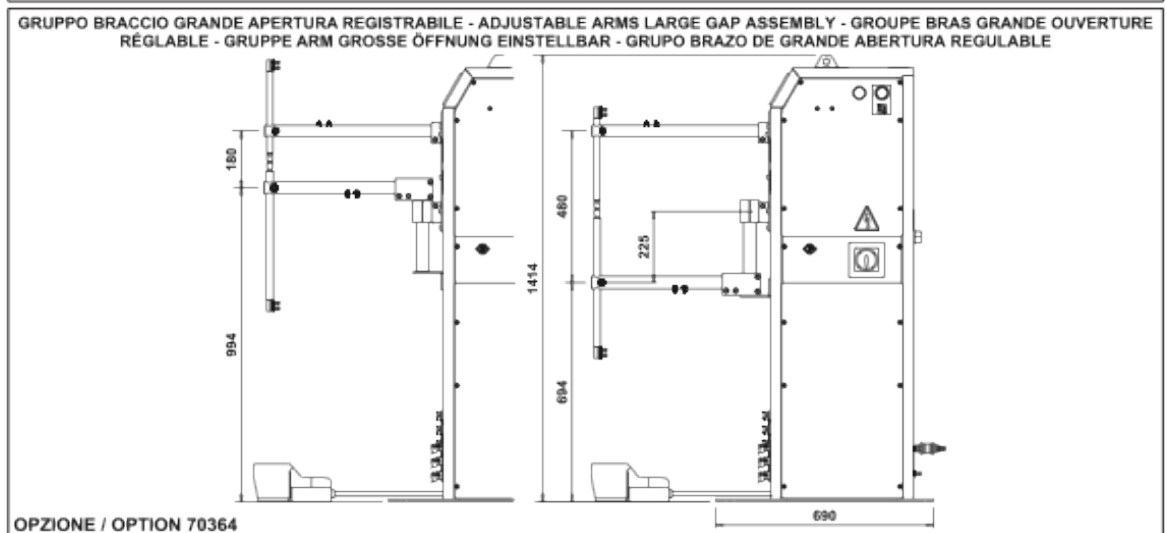 GRUPPO BRACCIO GRANDE APERTURA REGISTRABILE - ADJUSTABLE ARMS LARGE GAP ASSEMBLY - GROUPE BRAS GRANDE OUVERTURE
RÉGLABLE - GRUPPE ARM GROSSE ÖFFNUNG EINSTELLBAR - GRUPO BRAZO DE GRANDE ABERTURA REGULABLE
180
994
1414
480
225
694
690
OPZIONE / OPTION 70364